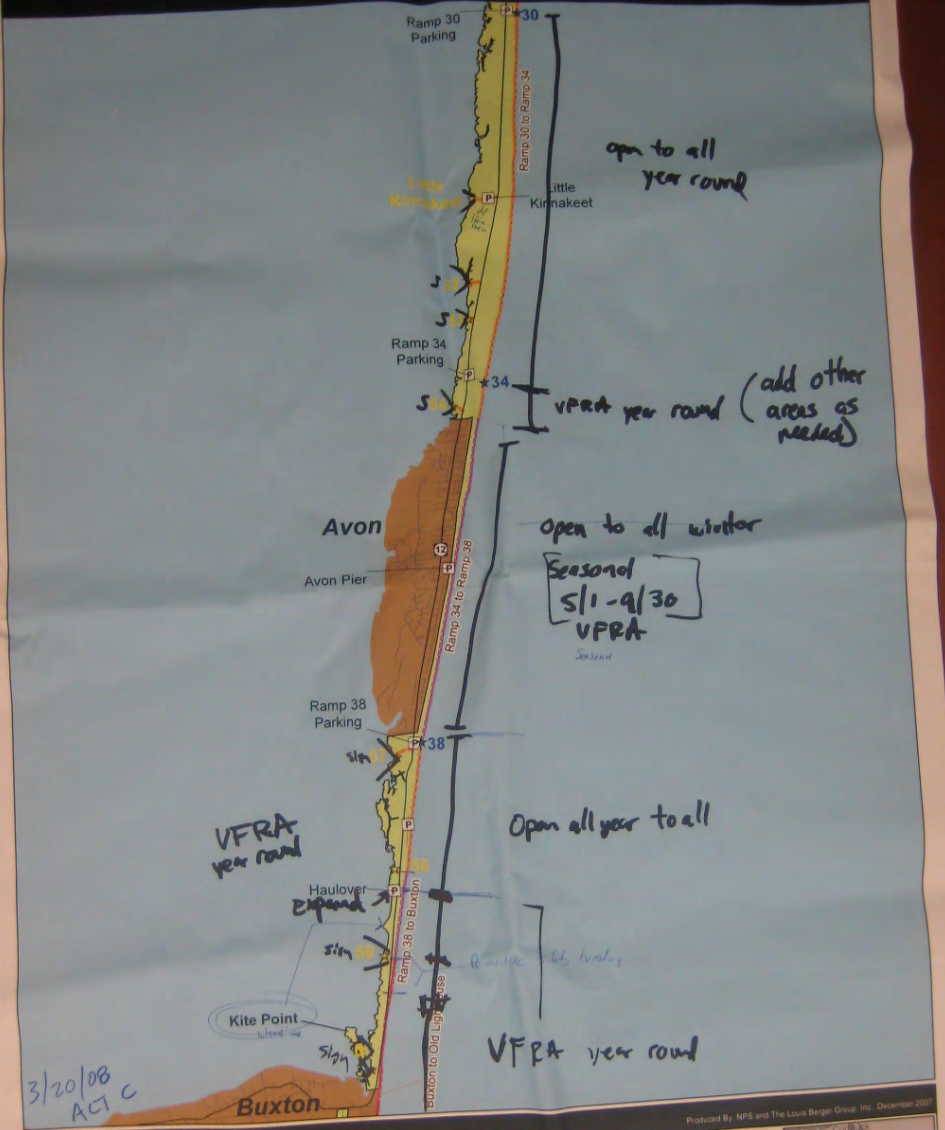 Ramp 30
Parking
30
Ramp 30 to Ramp 34
open to all
year round
Little
Kinnakeet
Little
Kinnakeet
S
S
Ramp 34
Parking
34
S
VFRA year round (add other
areas as
needed)
Avon
12
Avon Pier
Ramp 34 to Ramp 38
Open to all winter
Seasonal
5/1-9/30
VFRA
Seasonal
Ramp 38
Parking
38
sign 57
Open all year to all
VFRA
year round
58
Haulover
Expand
Ramp 38 to Buxton
sign 59
Kite Point
Sign
Buxton to Old Lighthouse
VFRA year round
3/20/08
ALT C
Buxton
Produced By NPS and The Louis Berger Group, Inc. December 2007